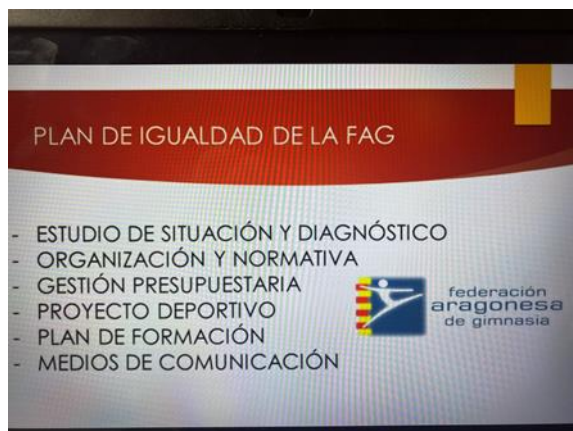 PLAN DE IGUALDAD DE LA FAG
- ESTUDIO DE SITUACIÓN Y DIAGNÓSTICO
- ORGANIZACIÓN Y NORMATIVA
- GESTIÓN PRESUPUESTARIA
- PROYECTO DEPORTIVO
- PLAN DE FORMACIÓN
- MEDIOS DE COMUNICACIÓN
federación
aragonesa
de gimnasia